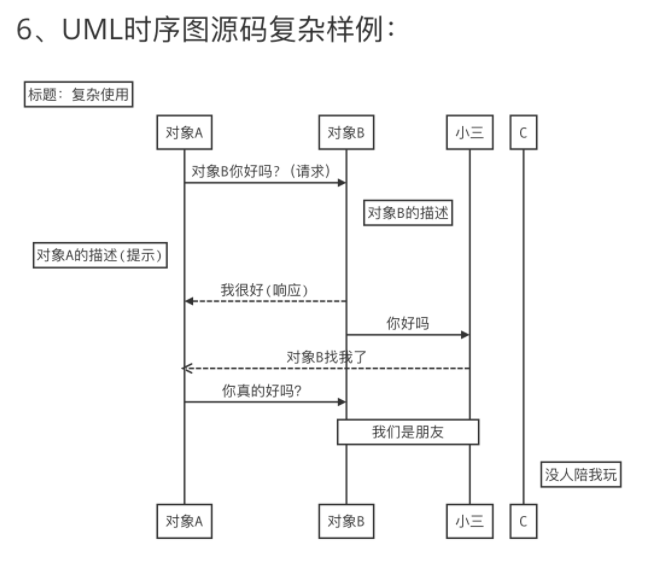 6、UML时序图源码复杂样例：
标题：复杂使用
对象A 对象B 小三 C
对象B你好吗?（请求）
对象B的描述
对象A的描述(提示)
我很好(响应)
你好吗
对象B找我了
你真的好吗?
我们是朋友
没人陪我玩
对象A 对象B 小三 C